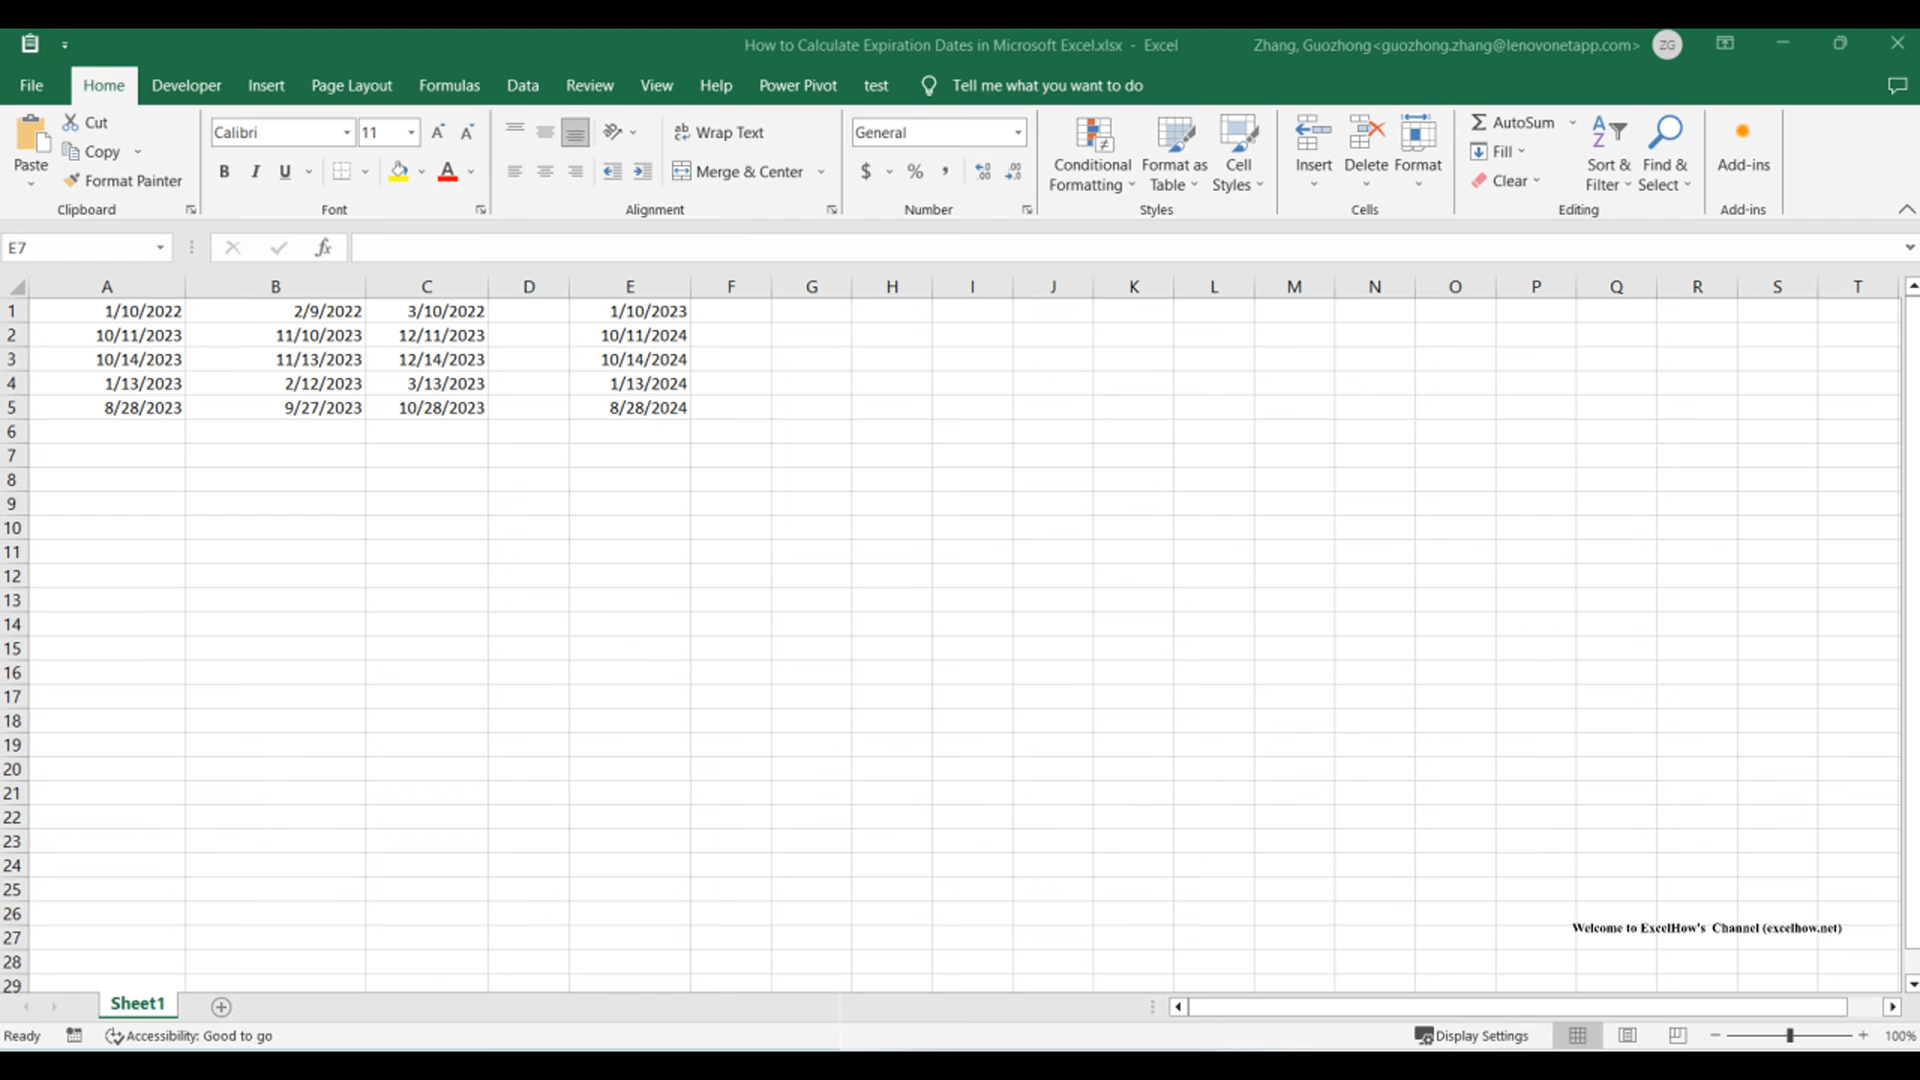 How to Calculate Expiration Dates in Microsoft Excel.xlsx - Excel
Zhang, Guozhong<guozhong.zhang@lenovonetapp.com>
ZG
File Home Developer Insert Page Layout Formulas Data Review View Help Power Pivot test Tell me what you want to do
Paste
Cut
Copy
Format Painter
Clipboard
Calibri 11
B I U A
Font
Wrap Text
Merge & Center
Alignment
General
$ % ,
Number
Conditional Formatting
Format as Table
Cell Styles
Styles
Insert Delete Format
Cells
AutoSum
Fill
Clear
Sort & Filter
Find & Select
Editing
Add-ins
Add-ins
E7 fx
A B C D E F G H I J K L M N O P Q R S T
1 1/10/2022 2/9/2022 3/10/2022 1/10/2023
2 10/11/2023 11/10/2023 12/11/2023 10/11/2024
3 10/14/2023 11/13/2023 12/14/2023 10/14/2024
4 1/13/2023 2/12/2023 3/13/2023 1/13/2024
5 8/28/2023 9/27/2023 10/28/2023 8/28/2024
6
7
8
9
10
11
12
13
14
15
16
17
18
19
20
21
22
23
24
25
26
Welcome to ExcelHow's Channel (excelhow.net)
27
28
29
Sheet1
Ready Accessibility: Good to go Display Settings 100%